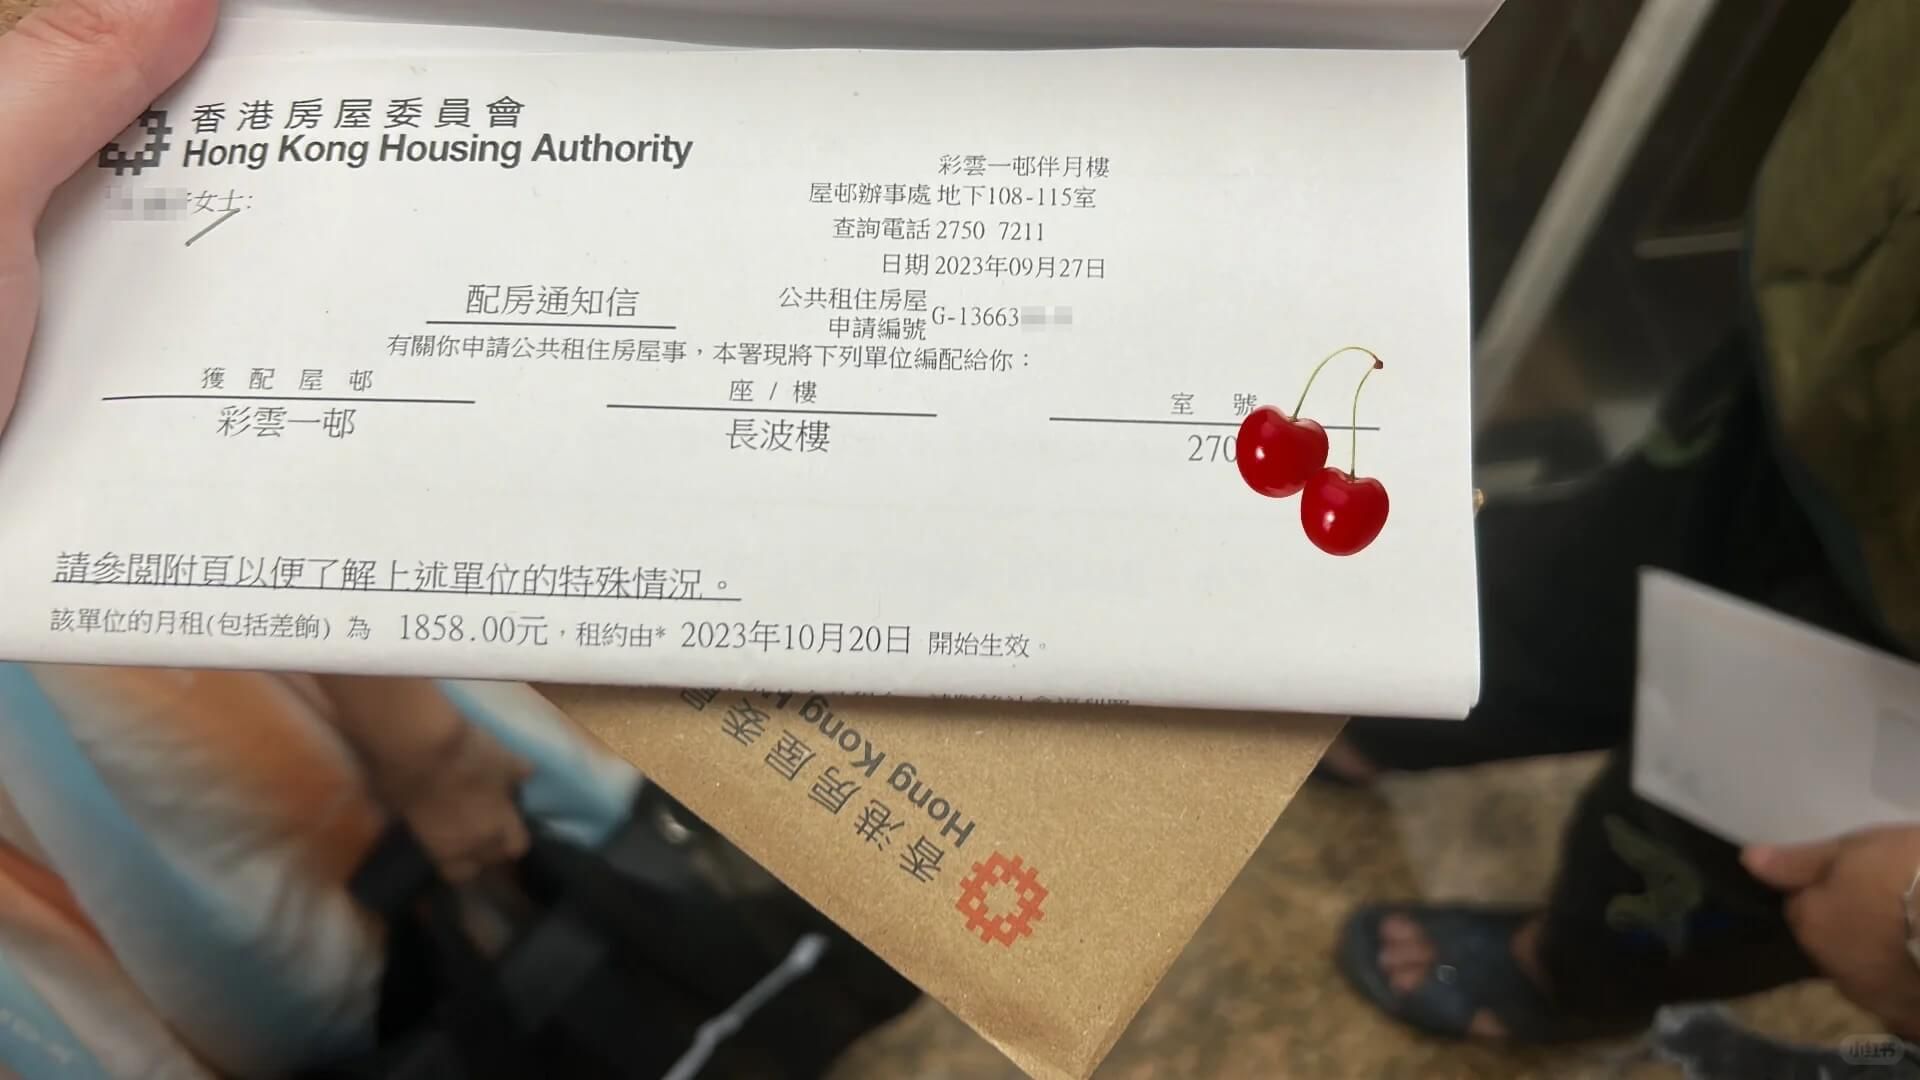 香港房屋委員會
Hong Kong Housing Authority
女士:
彩雲一邨伴月樓
屋邨辦事處 地下108-115室
查詢電話 2750 7211
日期 2023年09月27日
公共租住房屋
申請編號 G-13663
配房通知信
有關你申請公共租住房屋事，本署現將下列單位編配給你：
獲配屋邨 座/樓 室號
彩雲一邨 長波樓 270
請參閱附頁以便了解上述單位的特殊情況。
該單位的月租(包括差餉) 為 1858.00元，租約由* 2023年10月20日 開始生效。
香港房屋委
Hong Kong
小红书